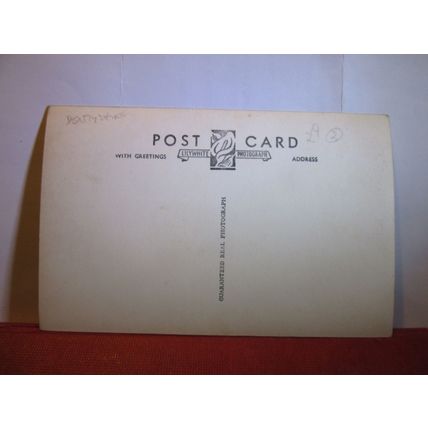 POST CARD
WITH GREETINGS LILYWHITE PHOTOGRAPH ADDRESS
GUARANTEED REAL PHOTOGRAPH